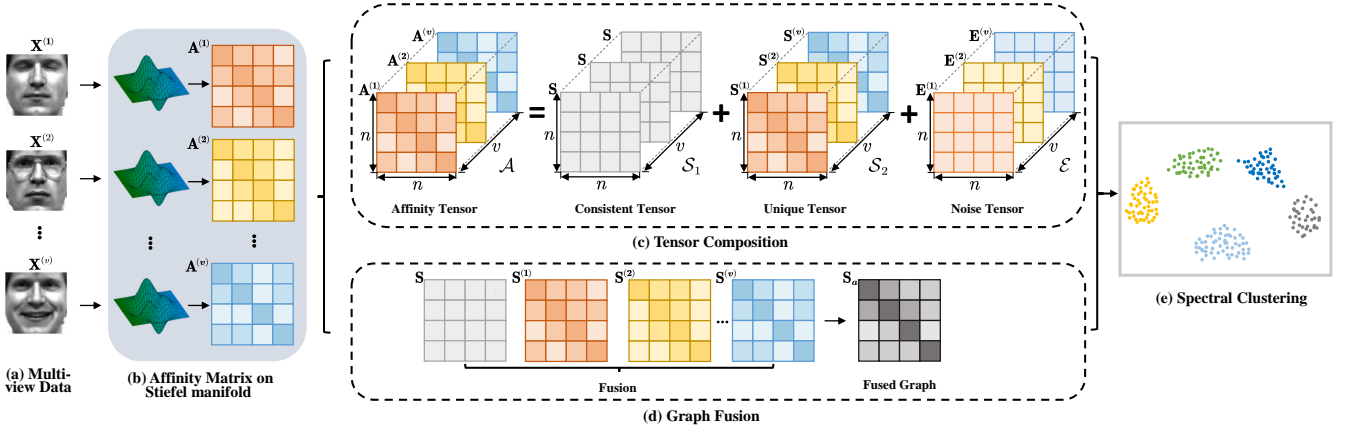 X^(1)
X^(2)
X^(v)
(a) Multi-
view Data
A^(1)
A^(2)
A^(v)
(b) Affinity Matrix on
Stiefel manifold
A^(v)
A^(2)
A^(1)
n
n
v
𝒜
Affinity Tensor
=
S
S
S
n
n
v
𝒮_1
Consistent Tensor
+
S^(v)
S^(2)
S^(1)
n
n
v
𝒮_2
Unique Tensor
+
E^(v)
E^(2)
E^(1)
n
n
v
ℰ
Noise Tensor
(c) Tensor Composition
S
S^(1)
S^(2)
...
S^(v)
S_a
Fusion
Fused Graph
(d) Graph Fusion
(e) Spectral Clustering